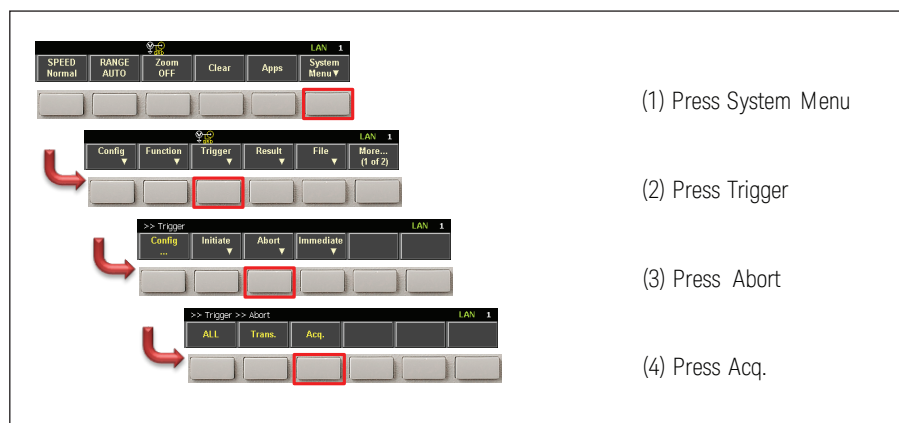 LAN 1
SPEED Normal RANGE AUTO Zoom OFF Clear Apps System Menu▼
(1) Press System Menu
LAN 1
Config ▼ Function ▼ Trigger ▼ Result ▼ File ▼ More... (1 of 2)
(2) Press Trigger
>> Trigger LAN 1
Config ... Initiate ▼ Abort ▼ Immediate ▼
(3) Press Abort
>> Trigger >> Abort LAN 1
ALL Trans. Acq.
(4) Press Acq.